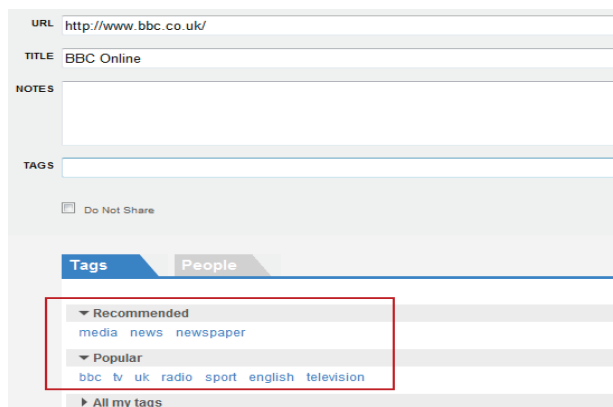 URL http://www.bbc.co.uk/
TITLE BBC Online
NOTES
TAGS
Do Not Share
Tags People
Recommended
media news newspaper
Popular
bbc tv uk radio sport english television
All my tags